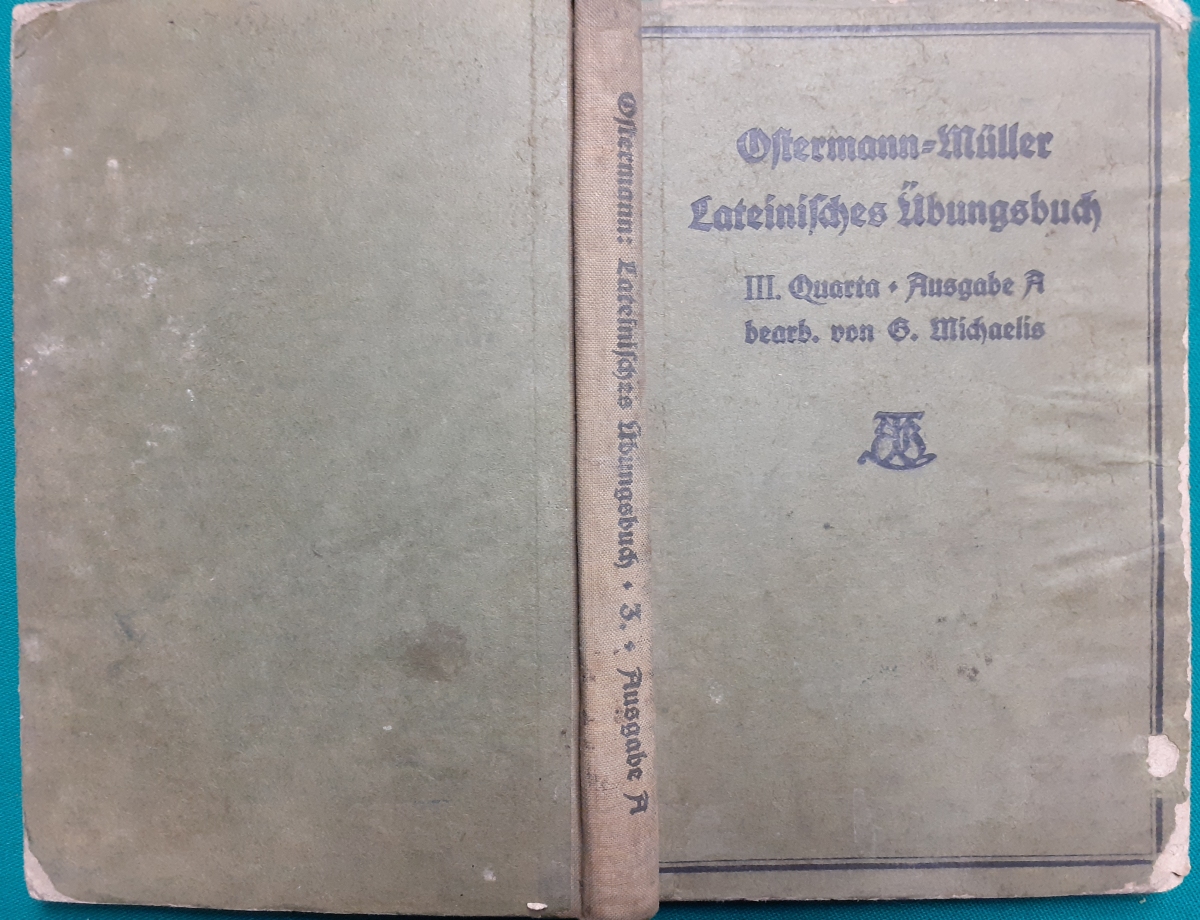 Ostermann=Müller
Lateinisches Übungsbuch
III. Quarta • Ausgabe A
bearb. von G. Michaelis
Ostermann: Lateinisches Übungsbuch • 3. • Ausgabe A